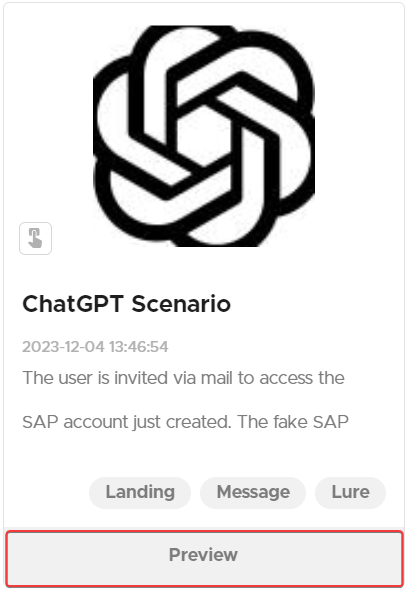 ChatGPT Scenario
2023-12-04 13:46:54
The user is invited via mail to access the
SAP account just created. The fake SAP
Landing Message Lure
Preview